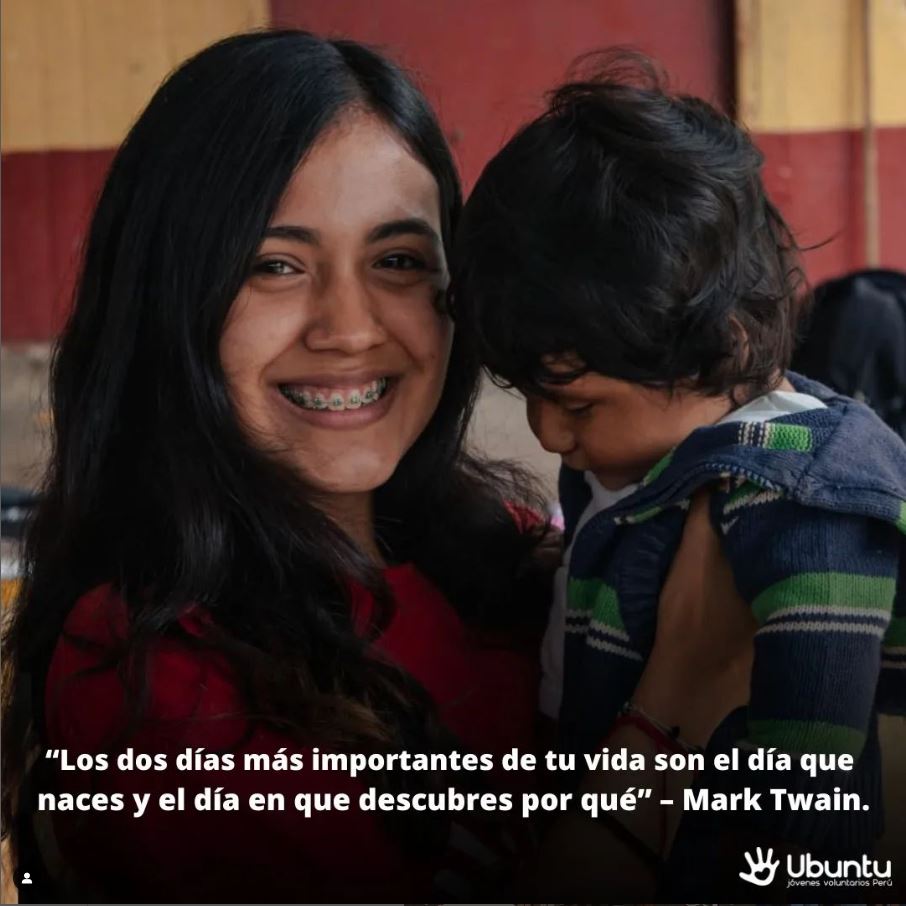 “Los dos días más importantes de tu vida son el día que
naces y el día en que descubres por qué” – Mark Twain.
Ubuntu
jóvenes voluntarios Perú